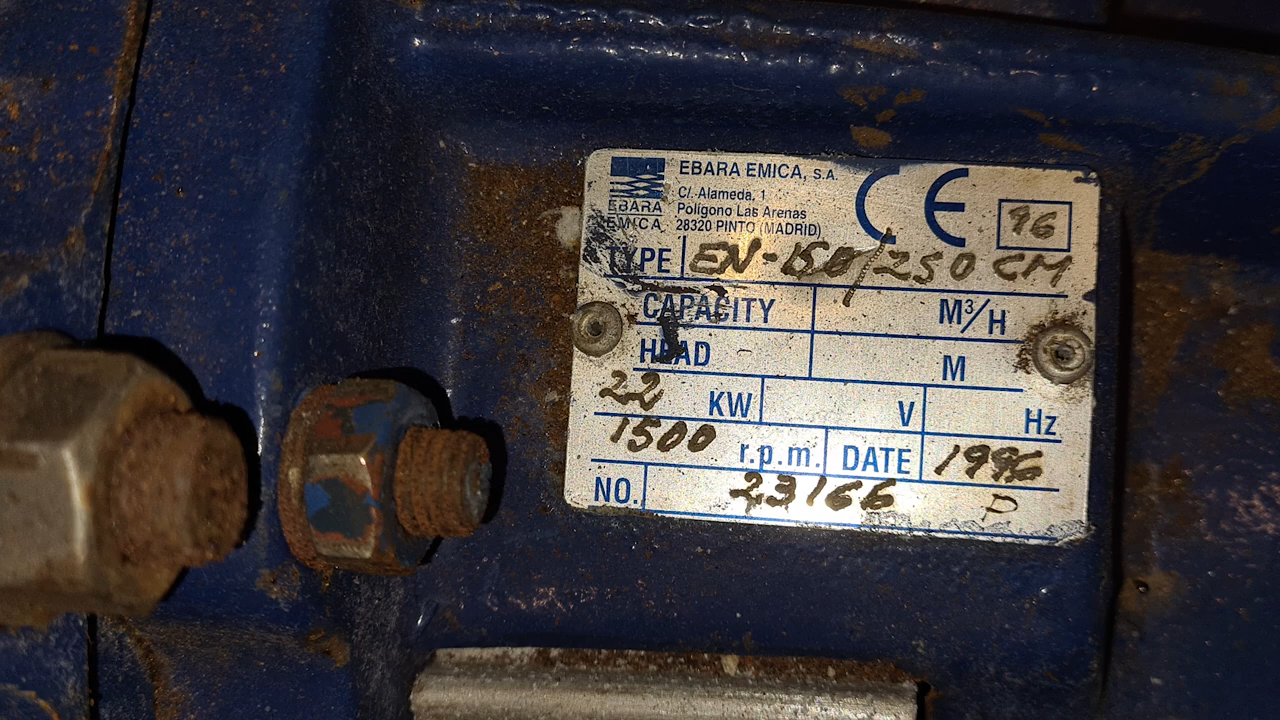 EBARA EMICA, S.A.
C/. Alameda, 1
Polígono Las Arenas
28320 PINTO (MADRID)
EBARA
EMICA
CE
96
TYPE EN-150/250 CM
CAPACITY M³/H
HEAD M
22 KW V Hz
1500 r.p.m. DATE 1996
NO. 23166 P